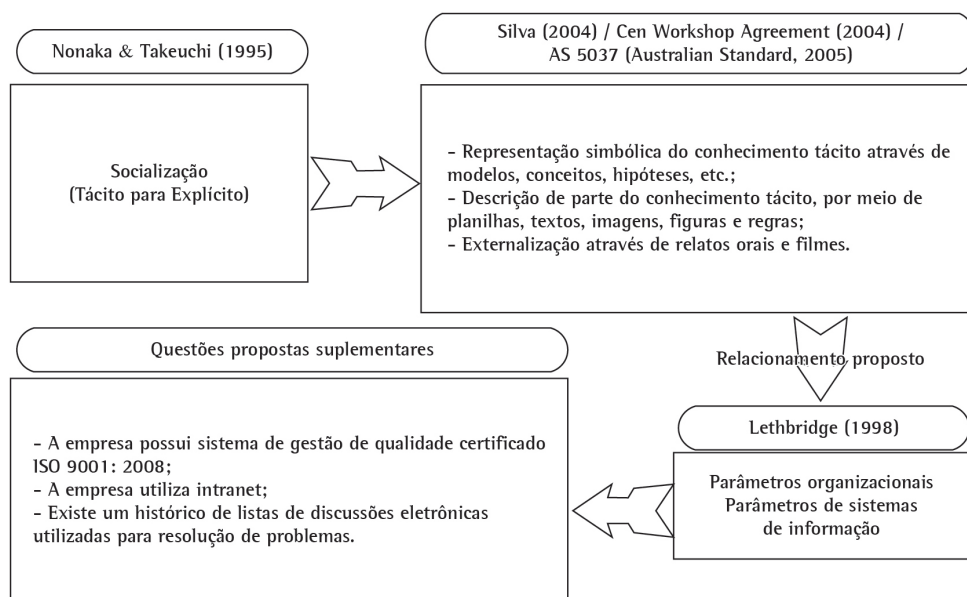 Nonaka & Takeuchi (1995)
Silva (2004) / Cen Workshop Agreement (2004) /
AS 5037 (Australian Standard, 2005)
Socialização
(Tácito para Explícito)
- Representação simbólica do conhecimento tácito através de
modelos, conceitos, hipóteses, etc.;
- Descrição de parte do conhecimento tácito, por meio de
planilhas, textos, imagens, figuras e regras;
- Externalização através de relatos orais e filmes.
Relacionamento proposto
Lethbridge (1998)
Parâmetros organizacionais
Parâmetros de sistemas
de informação
Questões propostas suplementares
- A empresa possui sistema de gestão de qualidade certificado
ISO 9001: 2008;
- A empresa utiliza intranet;
- Existe um histórico de listas de discussões eletrônicas
utilizadas para resolução de problemas.